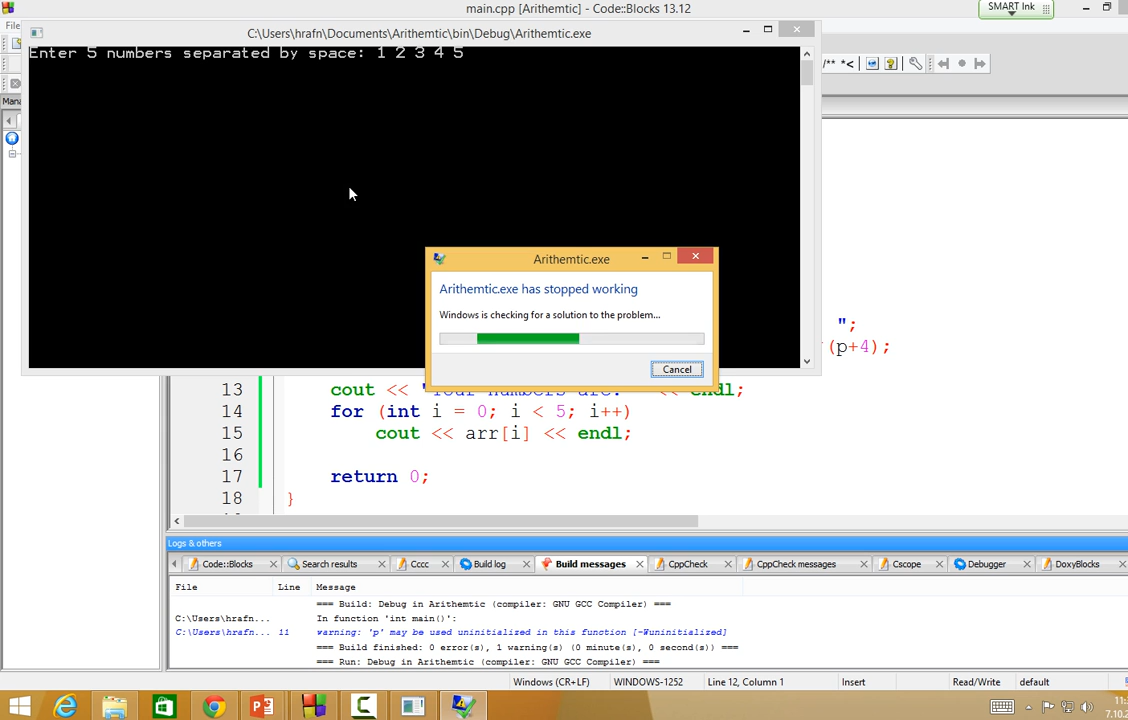 main.cpp [Arithemtic] - Code::Blocks 13.12
SMART Ink
File
C:\Users\hrafn\Documents\Arithemtic\bin\Debug\Arithemtic.exe
Enter 5 numbers separated by space: 1 2 3 4 5
/** *<
Mana
Arithemtic.exe
Arithemtic.exe has stopped working
Windows is checking for a solution to the problem...
Cancel
";
(p+4);
13 cout << "Your numbers are: " << endl;
14 for (int i = 0; i < 5; i++)
15 cout << arr[i] << endl;
16
17 return 0;
18 }
Logs & others
Code::Blocks Search results Cccc Build log Build messages CppCheck CppCheck messages Cscope Debugger DoxyBlocks
File Line Message
=== Build: Debug in Arithemtic (compiler: GNU GCC Compiler) ===
C:\Users\hrafn... In function 'int main()':
C:\Users\hrafn... 11 warning: 'p' may be used uninitialized in this function [-Wuninitialized]
=== Build finished: 0 error(s), 1 warning(s) (0 minute(s), 0 second(s)) ===
=== Run: Debug in Arithemtic (compiler: GNU GCC Compiler) ===
Windows (CR+LF) WINDOWS-1252 Line 12, Column 1 Insert Read/Write default